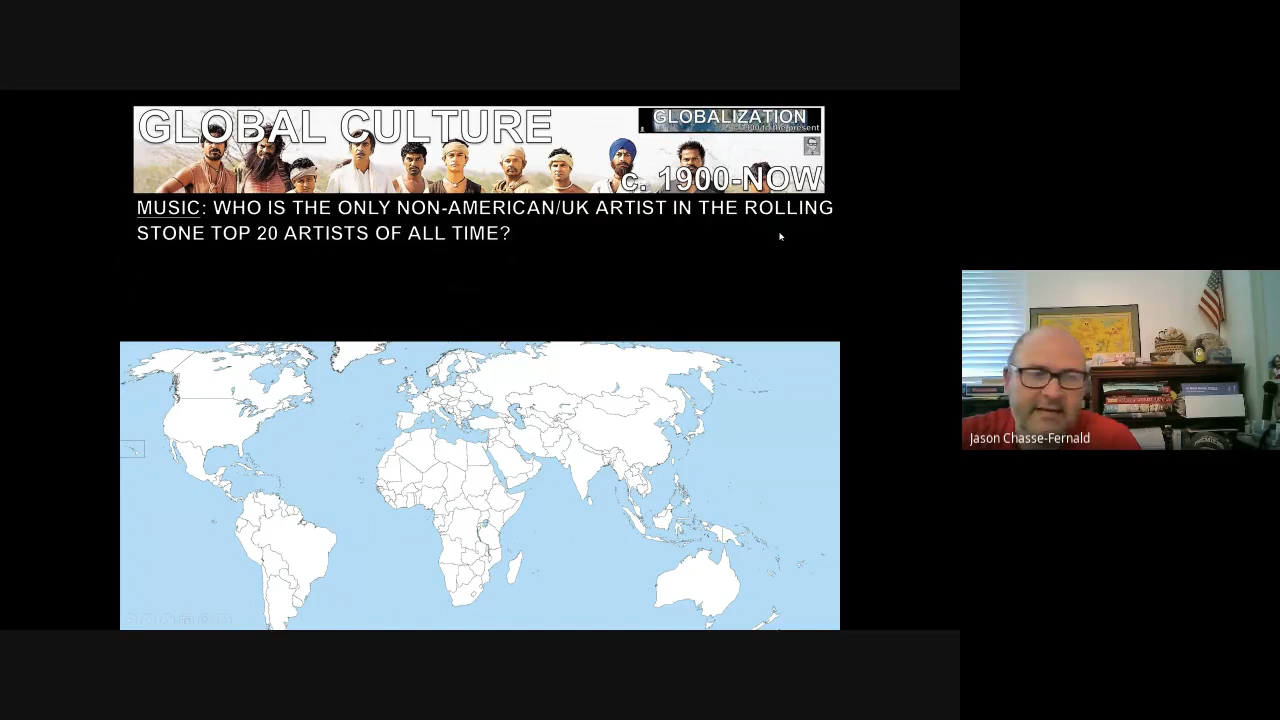 GLOBAL CULTURE
GLOBALIZATION
c. 1900-NOW
MUSIC: WHO IS THE ONLY NON-AMERICAN/UK ARTIST IN THE ROLLING
STONE TOP 20 ARTISTS OF ALL TIME?
Jason Chasse-Fernald